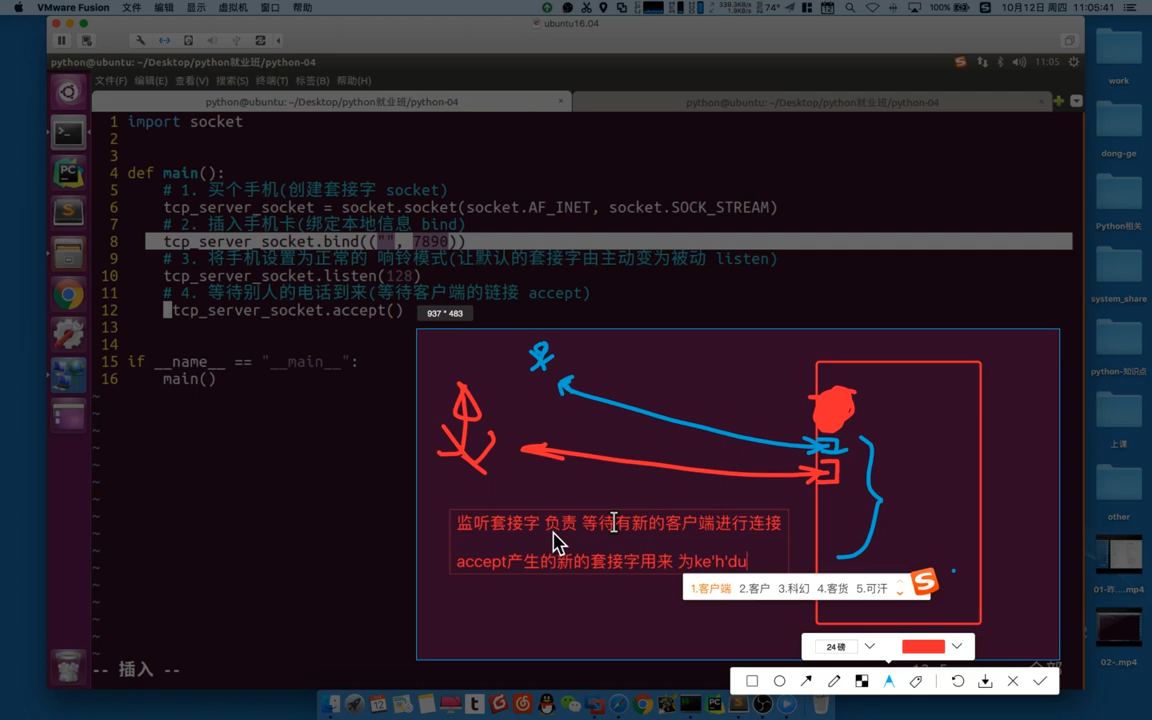 VMware Fusion 文件 编辑 显示 虚拟机 窗口 帮助
74° 100% 10月12日 周四 11:05:41
ubuntu16.04
python@ubuntu: ~/Desktop/python就业班/python-04
11:05
文件(F) 编辑(E) 查看(V) 搜索(S) 终端(T) 标签(B) 帮助(H)
python@ubuntu: ~/Desktop/python就业班/python-04
python@ubuntu: ~/Desktop/python就业班/python-04
1 import socket
2
3
4 def main():
5 # 1. 买个手机(创建套接字 socket)
6 tcp_server_socket = socket.socket(socket.AF_INET, socket.SOCK_STREAM)
7 # 2. 插入手机卡(绑定本地信息 bind)
8 tcp_server_socket.bind(("", 7890))
9 # 3. 将手机设置为正常的 响铃模式(让默认的套接字由主动变为被动 listen)
10 tcp_server_socket.listen(128)
11 # 4. 等待别人的电话到来(等待客户端的链接 accept)
12 tcp_server_socket.accept()
13
14
15 if __name__ == "__main__":
16 main()
937 * 483
监听套接字 负责 等待有新的客户端进行连接
accept产生的新的套接字用来 为ke'h'du
1.客户端 2.客户 3.科幻 4.客货 5.可汗
24磅
-- 插入 --
work
dong-ge
Python相关
system_share
python-知识点
上课
other
01-昨....mp4
02-.mp4